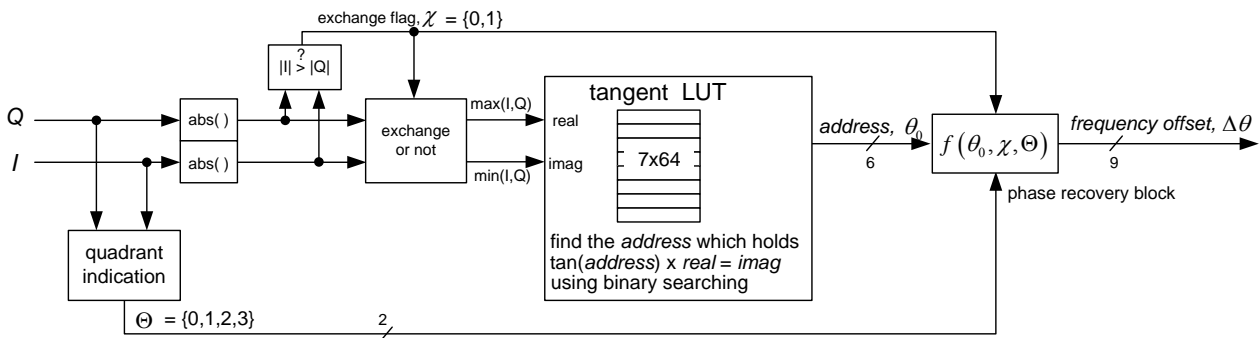 exchange flag, χ = {0,1}
?
|I| > |Q|
Q
I
abs( )
abs( )
exchange
or not
max(I,Q)
min(I,Q)
tangent LUT
real
imag
7x64
find the address which holds
tan(address) x real = imag
using binary searching
address, θ₀
6
f(θ₀, χ, Θ)
frequency offset, Δθ
9
phase recovery block
quadrant
indication
Θ = {0,1,2,3}
2